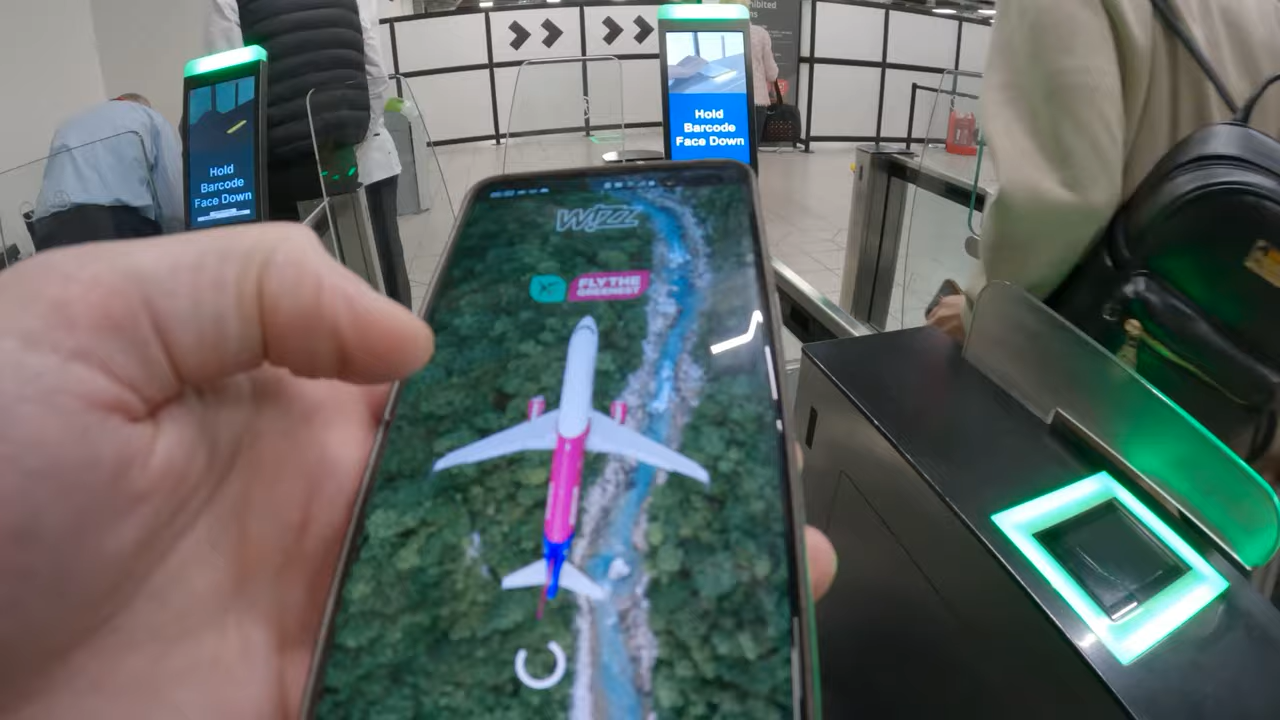 Hold
Barcode
Face Down
Hold
Barcode
Face Down
WIZZ
FLY THE
GREENEST